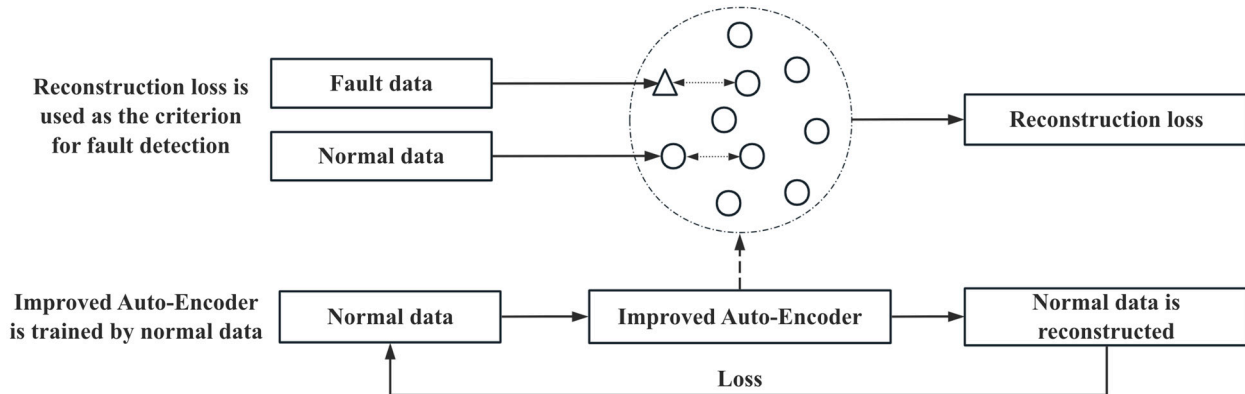 Reconstruction loss is
used as the criterion
for fault detection
Fault data
Normal data
Reconstruction loss
Improved Auto-Encoder
is trained by normal data
Normal data
Improved Auto-Encoder
Normal data is
reconstructed
Loss